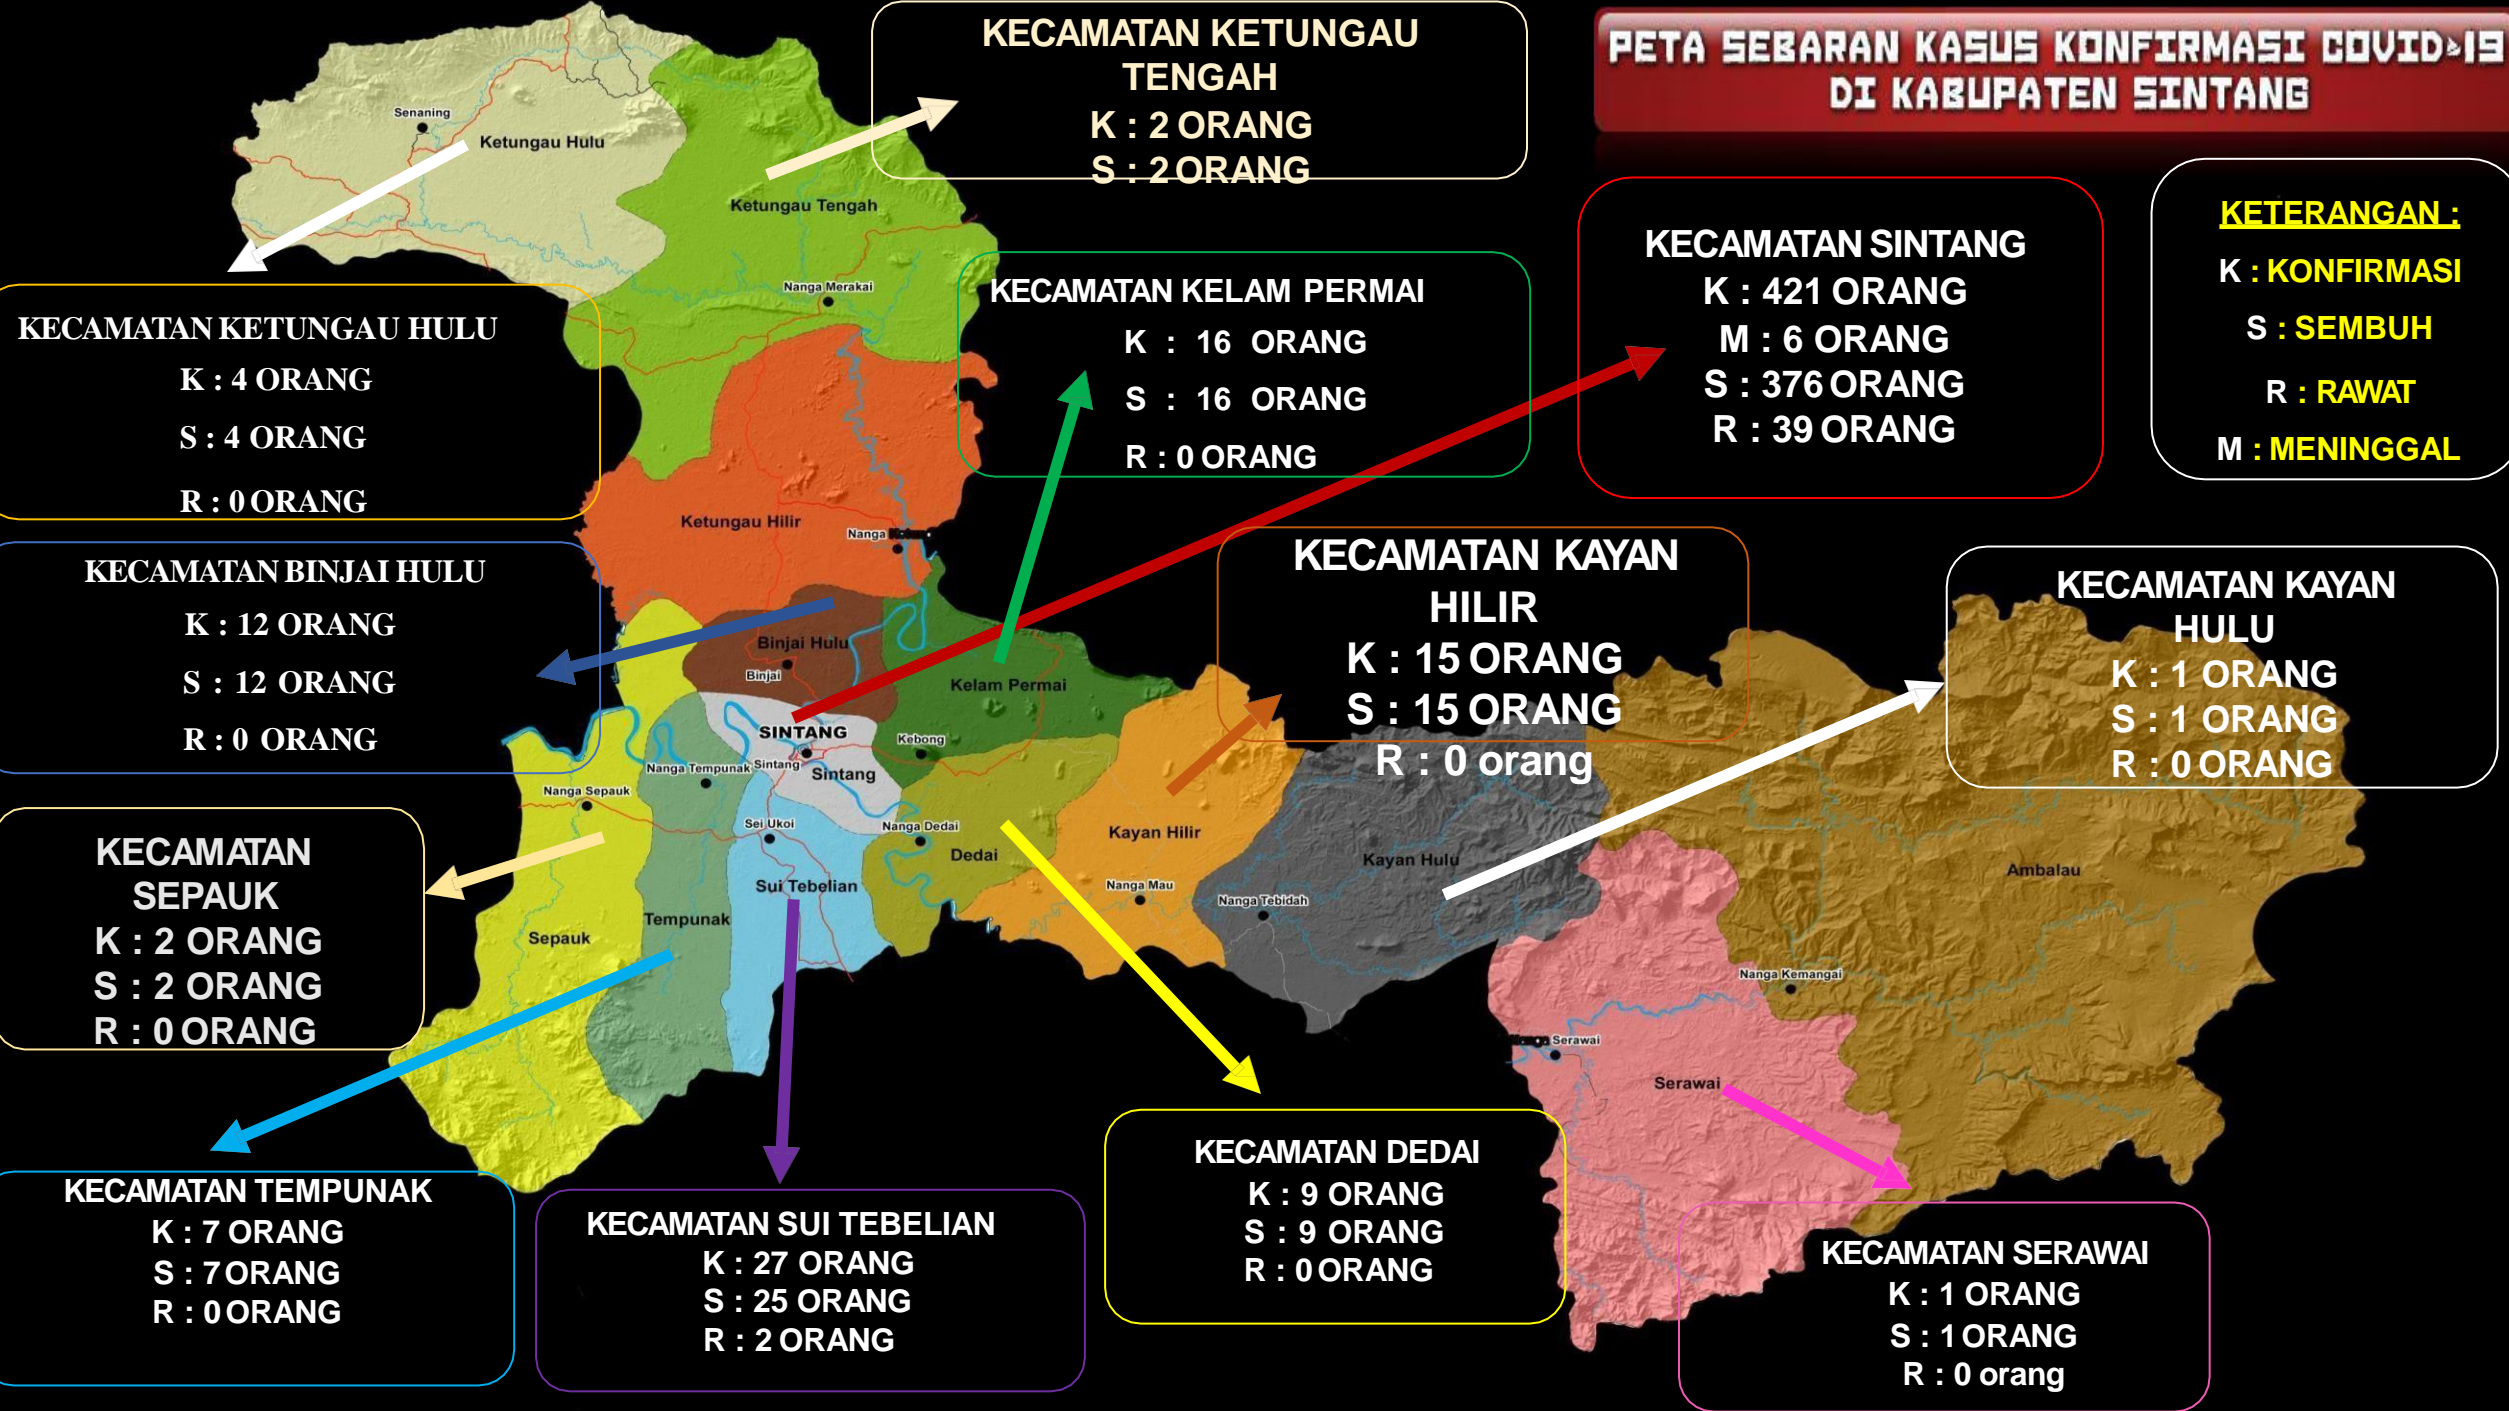 PETA SEBARAN KASUS KONFIRMASI COVID-19
DI KABUPATEN SINTANG
KETERANGAN :
K : KONFIRMASI
S : SEMBUH
R : RAWAT
M : MENINGGAL
KECAMATAN KETUNGAU
TENGAH
K : 2 ORANG
S : 2 ORANG
KECAMATAN SINTANG
K : 421 ORANG
M : 6 ORANG
S : 376 ORANG
R : 39 ORANG
KECAMATAN KELAM PERMAI
K : 16 ORANG
S : 16 ORANG
R : 0 ORANG
KECAMATAN KETUNGAU HULU
K : 4 ORANG
S : 4 ORANG
R : 0 ORANG
KECAMATAN BINJAI HULU
K : 12 ORANG
S : 12 ORANG
R : 0 ORANG
KECAMATAN KAYAN
HILIR
K : 15 ORANG
S : 15 ORANG
R : 0 orang
KECAMATAN KAYAN
HULU
K : 1 ORANG
S : 1 ORANG
R : 0 ORANG
KECAMATAN
SEPAUK
K : 2 ORANG
S : 2 ORANG
R : 0 ORANG
KECAMATAN TEMPUNAK
K : 7 ORANG
S : 7 ORANG
R : 0 ORANG
KECAMATAN SUI TEBELIAN
K : 27 ORANG
S : 25 ORANG
R : 2 ORANG
KECAMATAN DEDAI
K : 9 ORANG
S : 9 ORANG
R : 0 ORANG
KECAMATAN SERAWAI
K : 1 ORANG
S : 1 ORANG
R : 0 orang
Senaning
Ketungau Hulu
Ketungau Tengah
Nanga Merakai
Ketungau Hilir
Nanga
Binjai Hulu
Binjai
Kelam Permai
SINTANG
Kebong
Nanga Tempunak
Sintang
Sintang
Nanga Sepauk
Sei Ukoi
Nanga Dedai
Dedai
Kayan Hilir
Kayan Hulu
Ambalau
Sui Tebelian
Nanga Mau
Nanga Tebidah
Tempunak
Sepauk
Nanga Kemangai
Serawai
Serawai